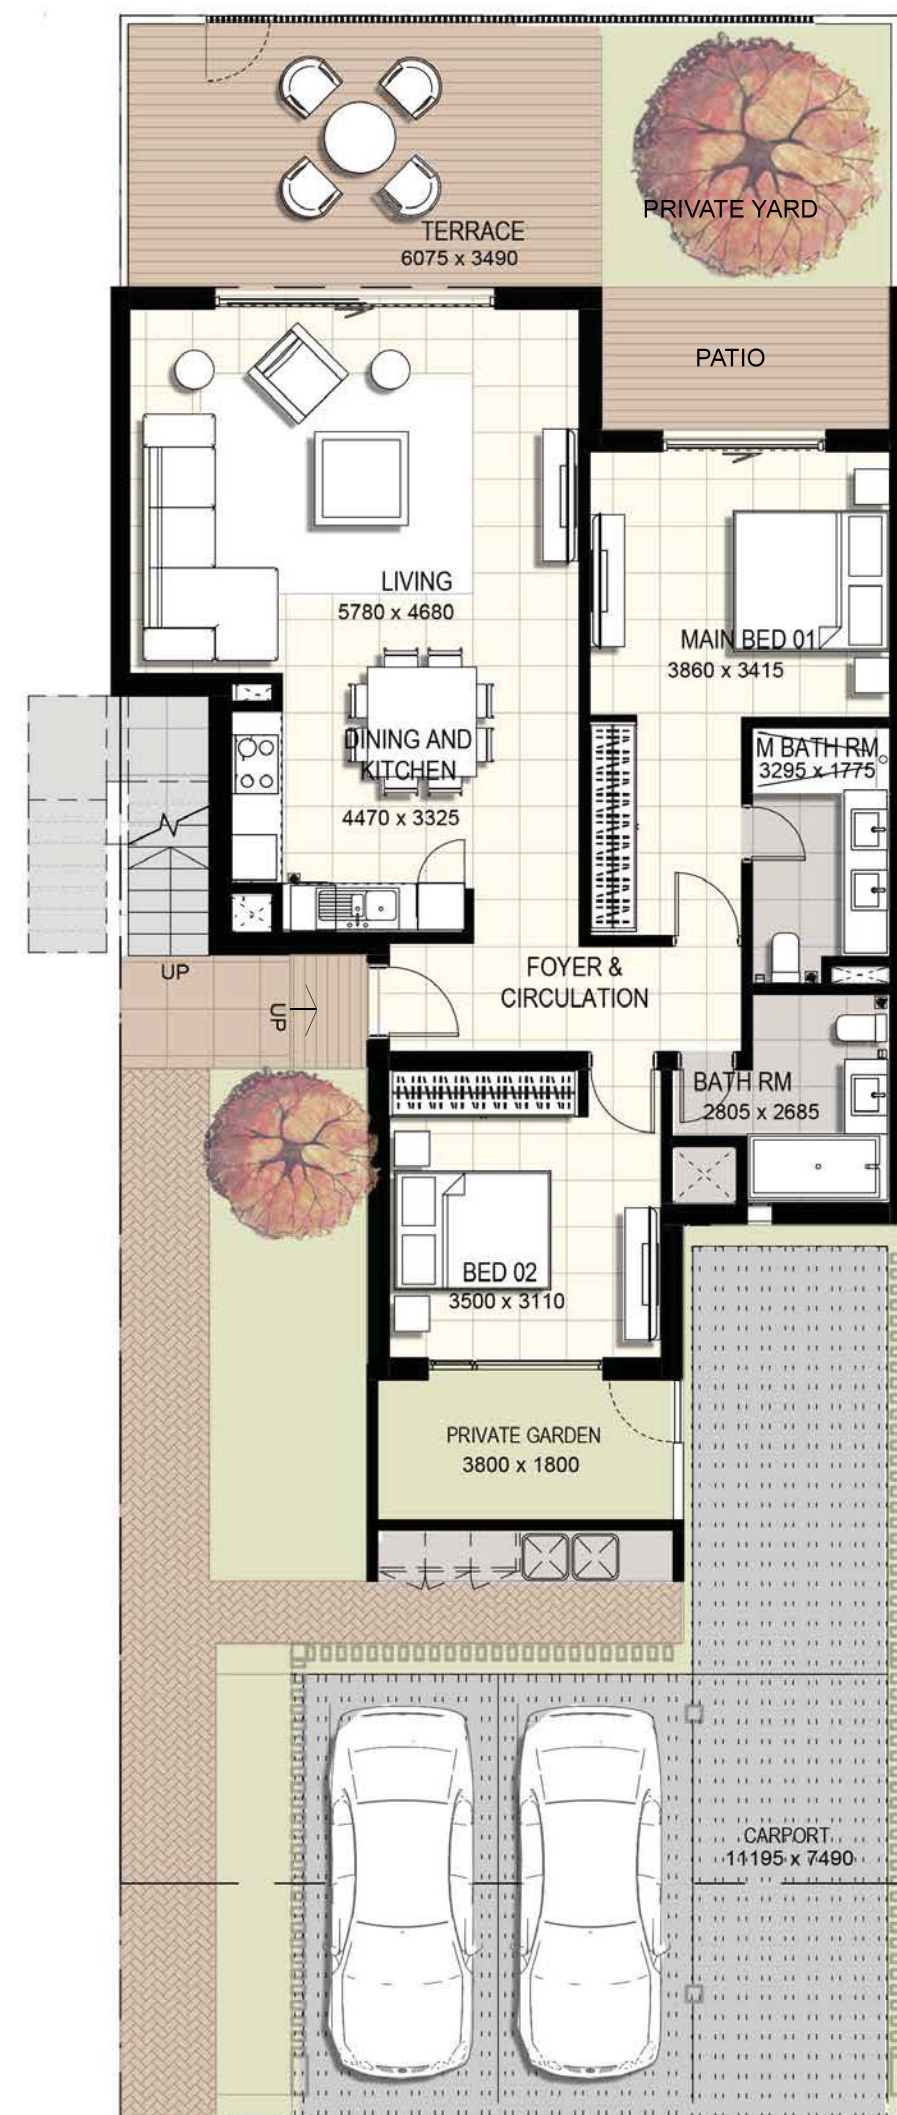 PRIVATE YARD
TERRACE
6075 x 3490
PATIO
LIVING
5780 x 4680
MAIN BED 01
3860 x 3415
DINING AND
KITCHEN
4470 x 3325
M BATH RM
3295 x 1775
UP
UP
FOYER &
CIRCULATION
BATH RM
2805 x 2685
BED 02
3500 x 3110
PRIVATE GARDEN
3800 x 1800
CARPORT
11195 x 7490